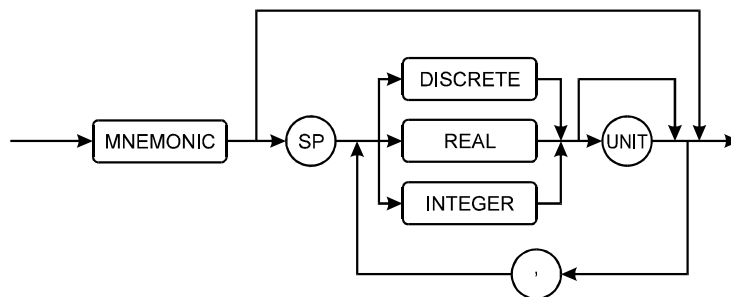 DISCRETE
MNEMONIC
SP
REAL
UNIT
INTEGER
,